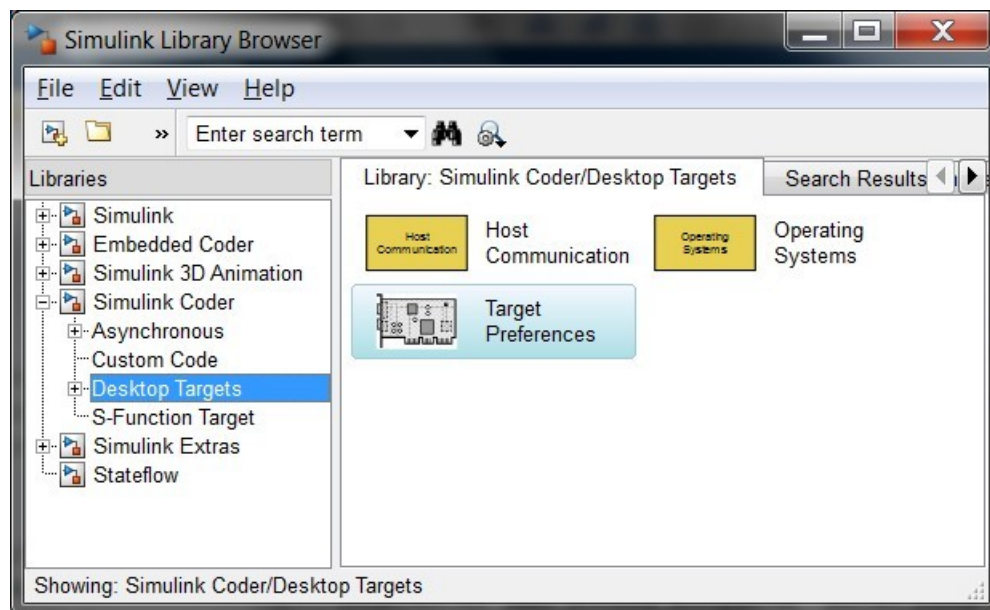 Simulink Library Browser
File Edit View Help
» Enter search term
Libraries
Library: Simulink Coder/Desktop Targets
Search Results
Simulink
Embedded Coder
Simulink 3D Animation
Simulink Coder
Asynchronous
Custom Code
Desktop Targets
S-Function Target
Simulink Extras
Stateflow
Host
Communication
Host
Communication
Operating
Systems
Operating
Systems
Target
Preferences
Showing: Simulink Coder/Desktop Targets